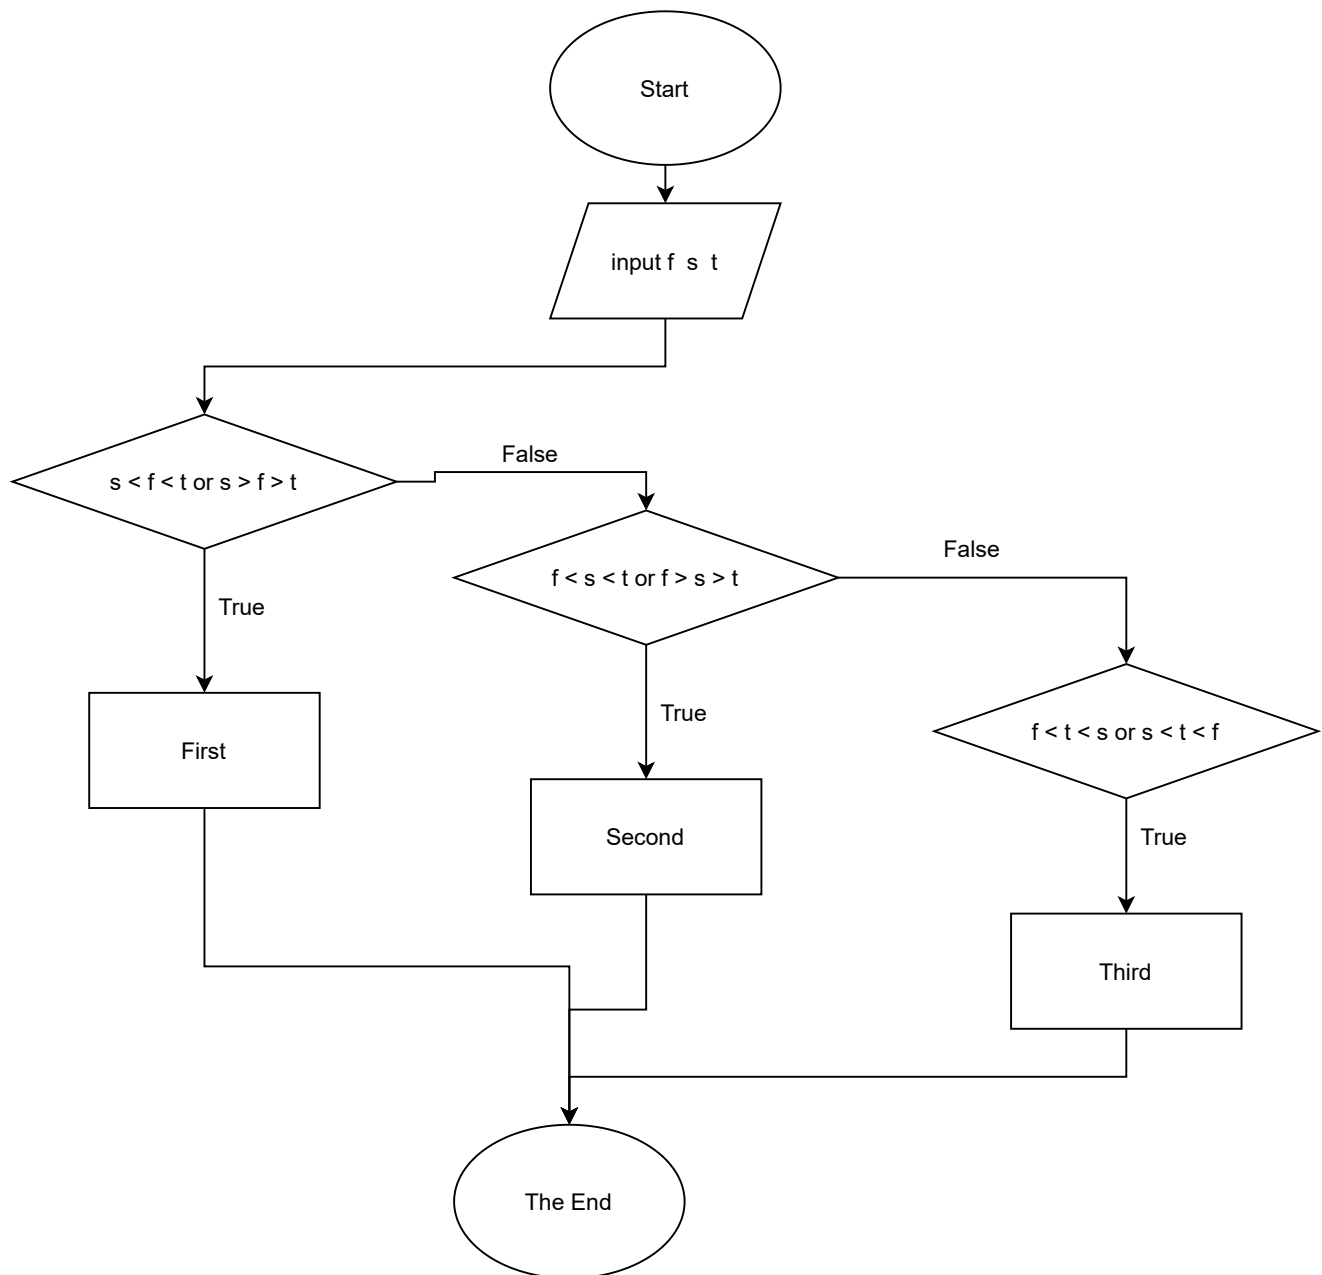 Start
input f  s  t
s < f < t or s > f > t
False
f < s < t or f > s > t
False
True
True
f < t < s or s < t < f
First
Second
True
Third
The End